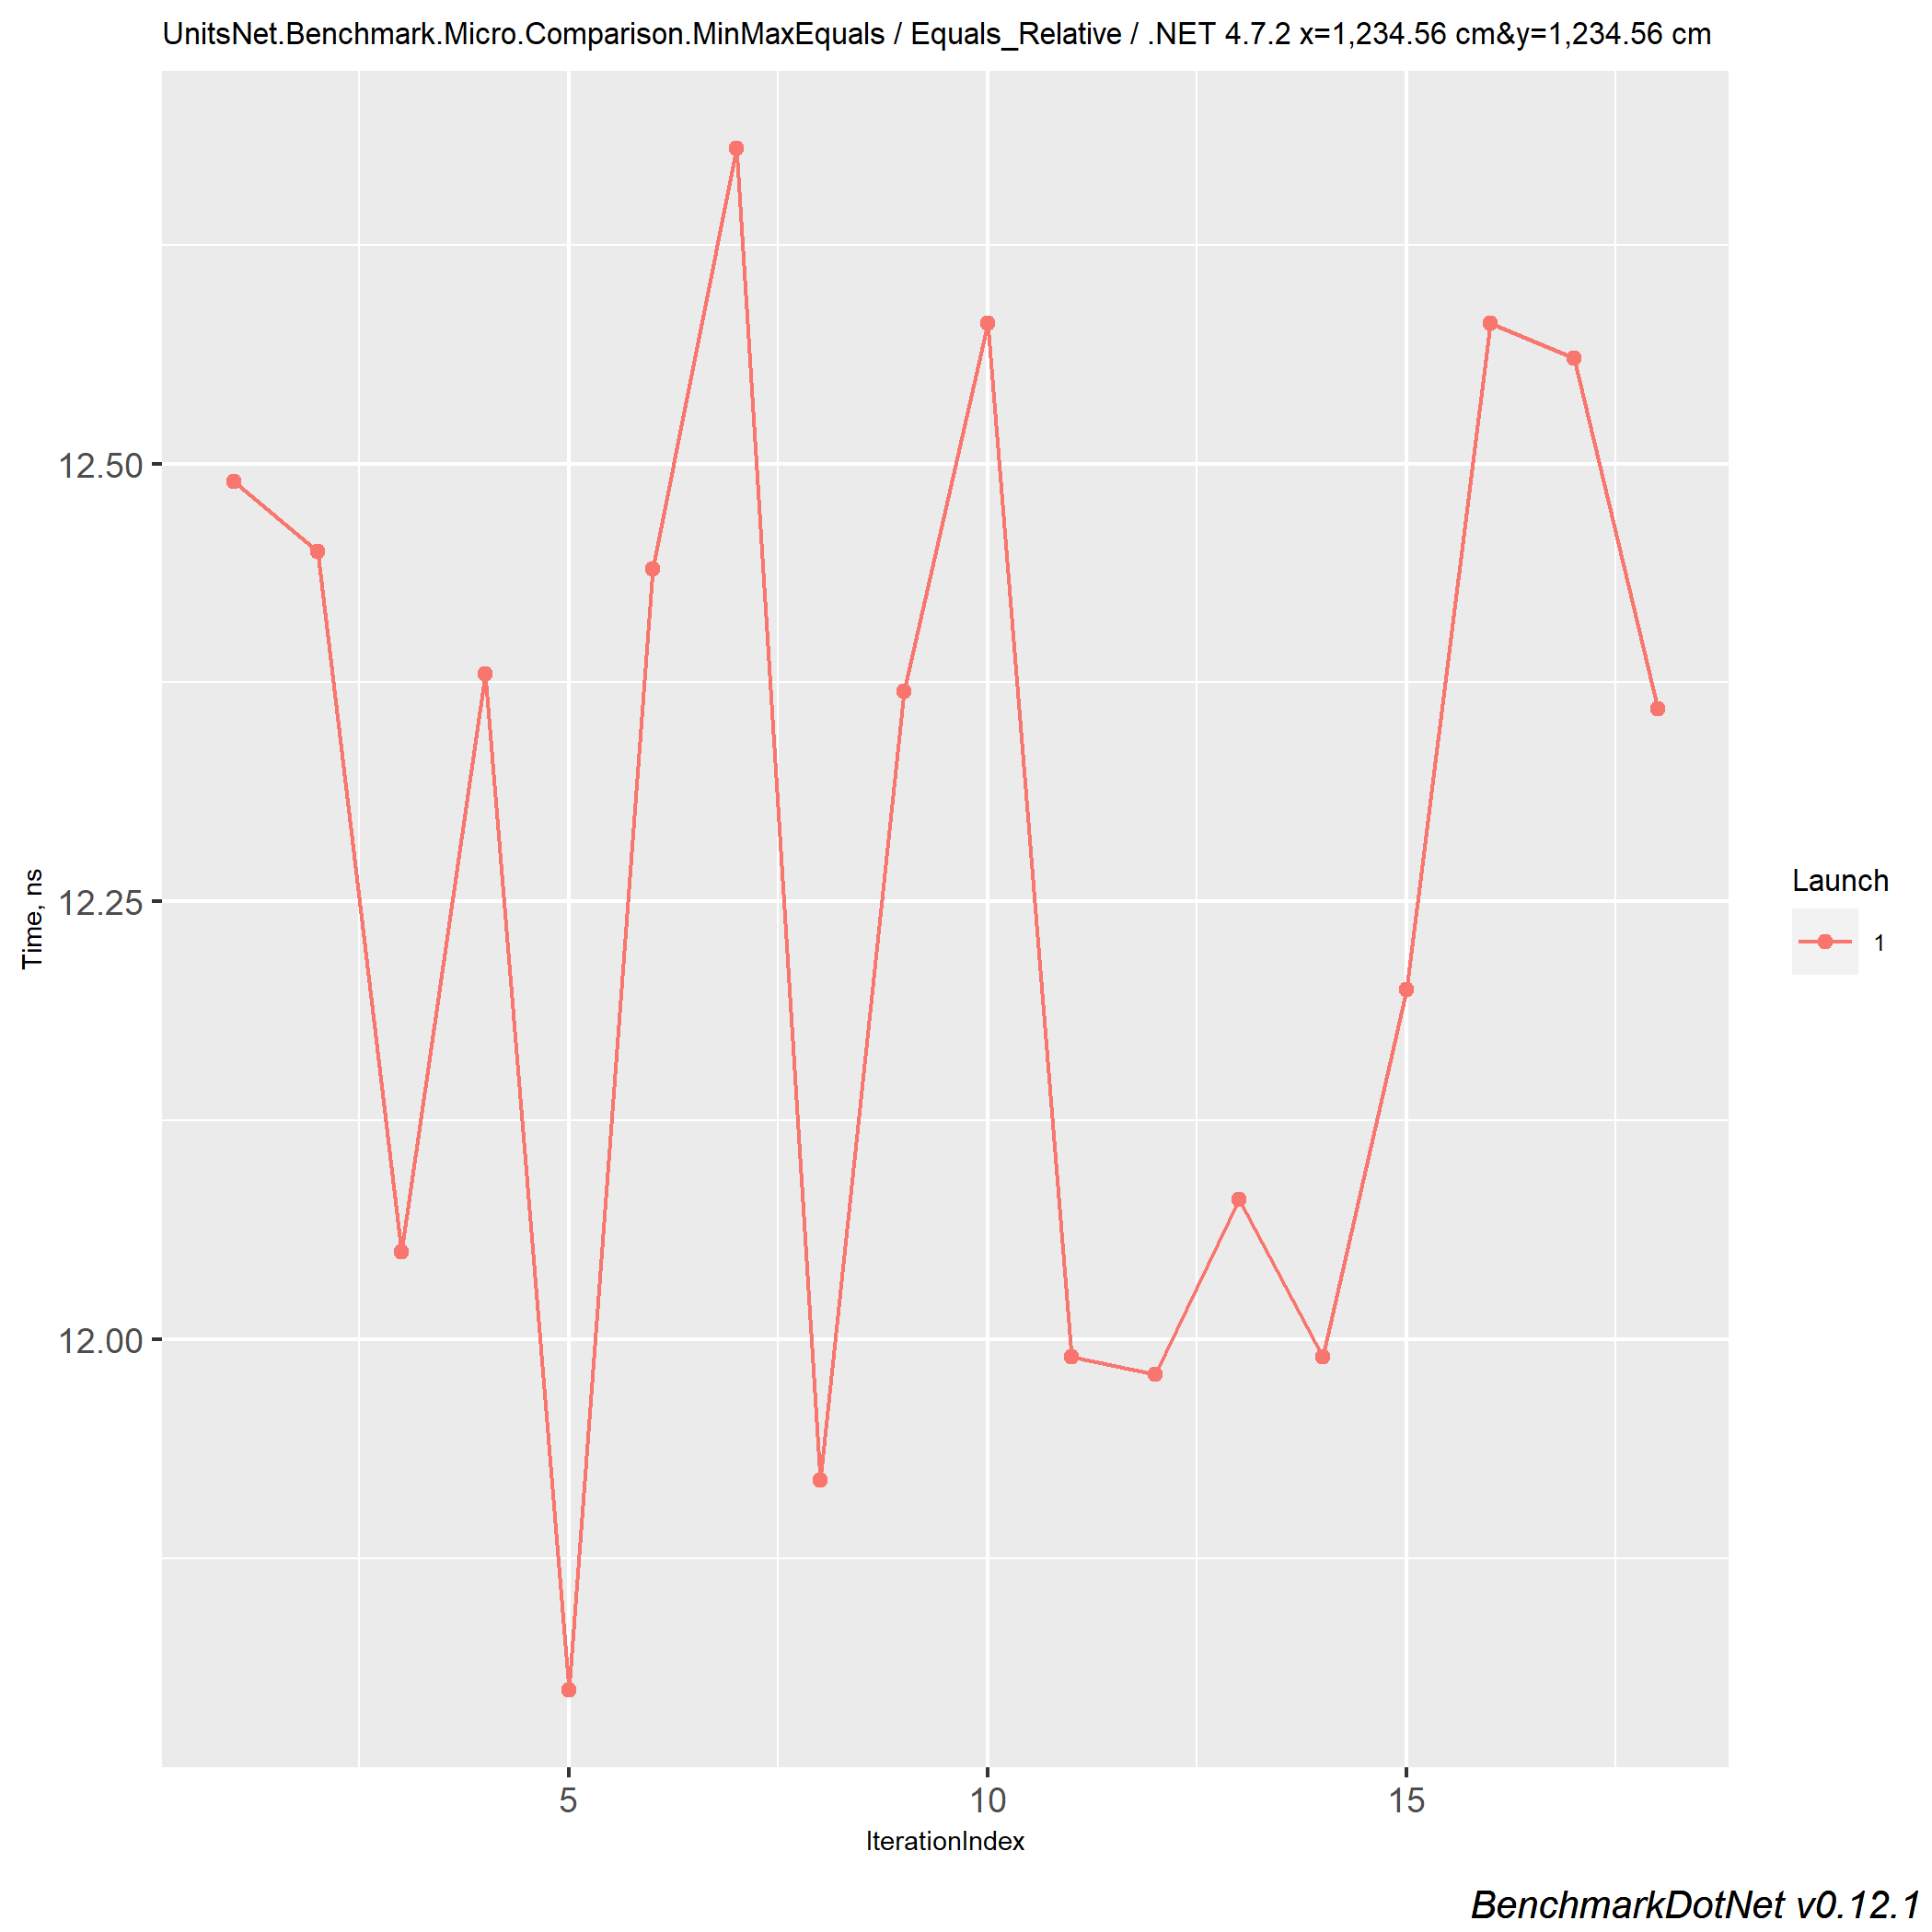 UnitsNet.Benchmark.Micro.Comparison.MinMaxEquals / Equals_Relative / .NET 4.7.2 x=1,234.56 cm&y=1,234.56 cm
12.50
12.25
12.00
Time, ns
5 10 15
IterationIndex
Launch
1
BenchmarkDotNet v0.12.1